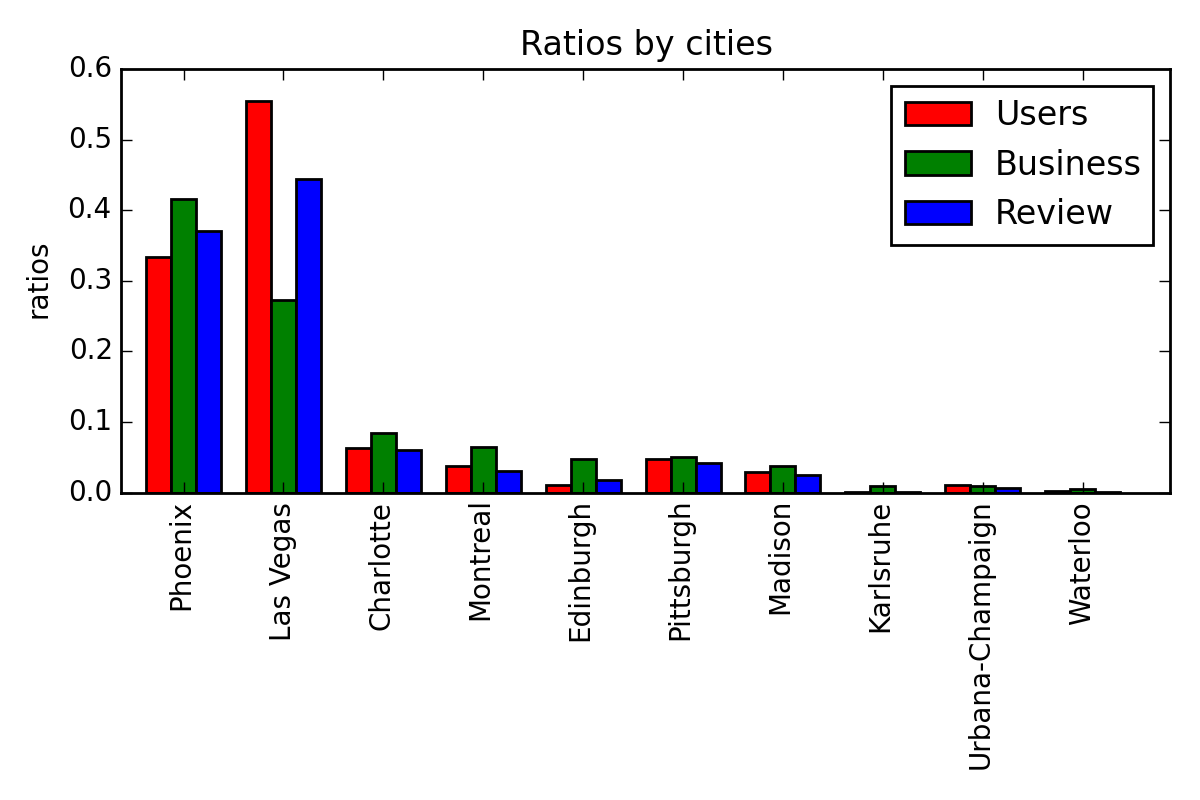 Ratios by cities
0.6
0.5
0.4
0.3
0.2
0.1
0.0
ratios
Users
Business
Review
Phoenix
Las Vegas
Charlotte
Montreal
Edinburgh
Pittsburgh
Madison
Karlsruhe
Urbana-Champaign
Waterloo